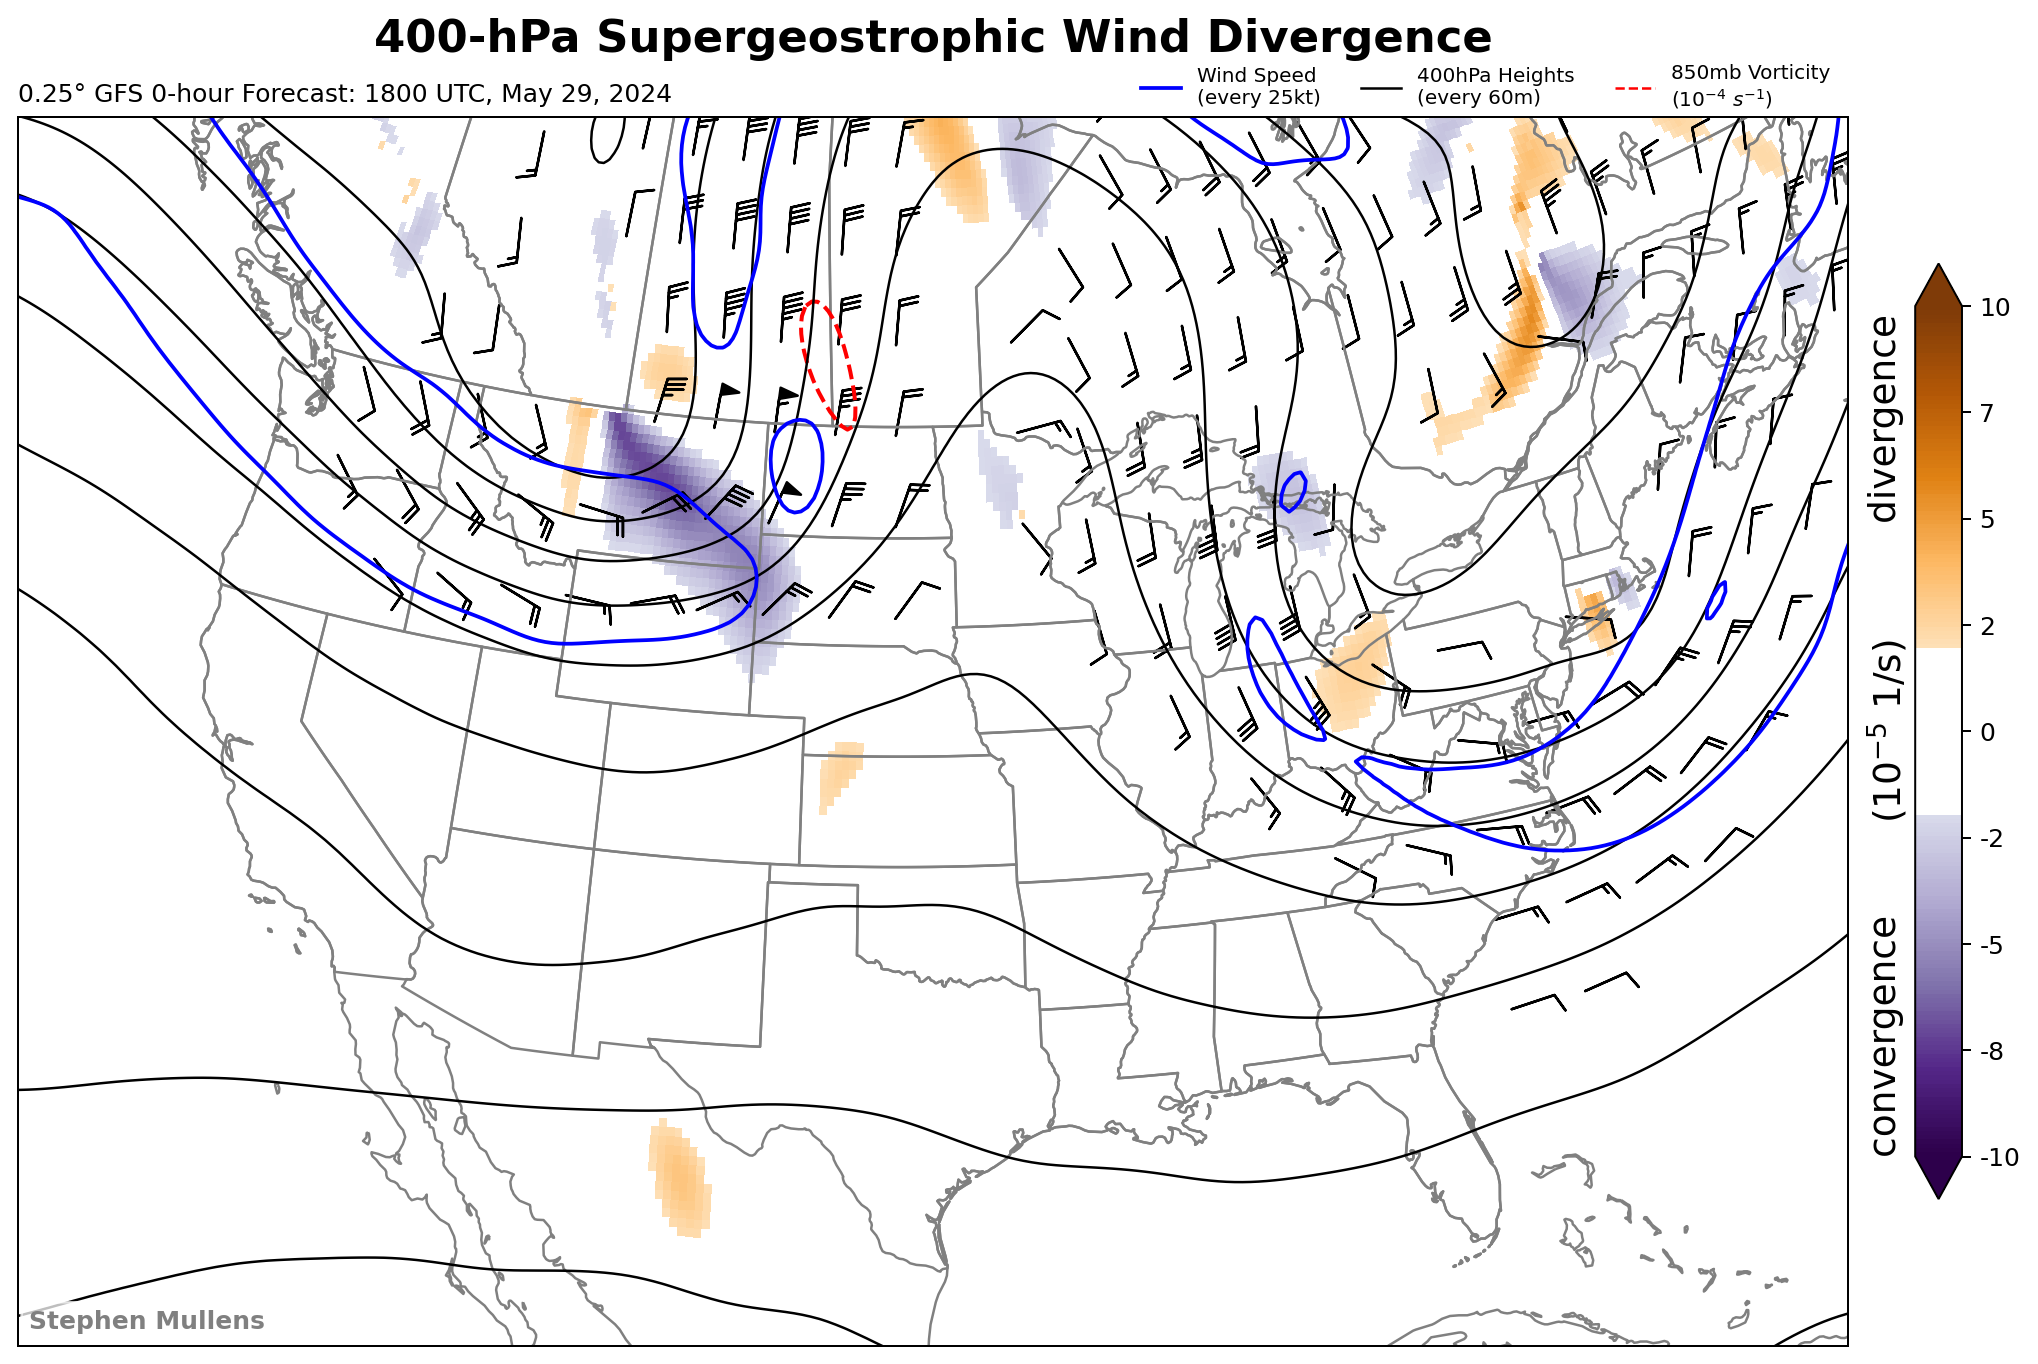 400-hPa Supergeostrophic Wind Divergence
0.25° GFS 0-hour Forecast: 1800 UTC, May 29, 2024
Wind Speed
(every 25kt)
400hPa Heights
(every 60m)
850mb Vorticity
(10⁻⁴ s⁻¹)
10
7
5
2
0
-2
-5
-8
-10
convergence (10⁻⁵ 1/s) divergence
Stephen Mullens